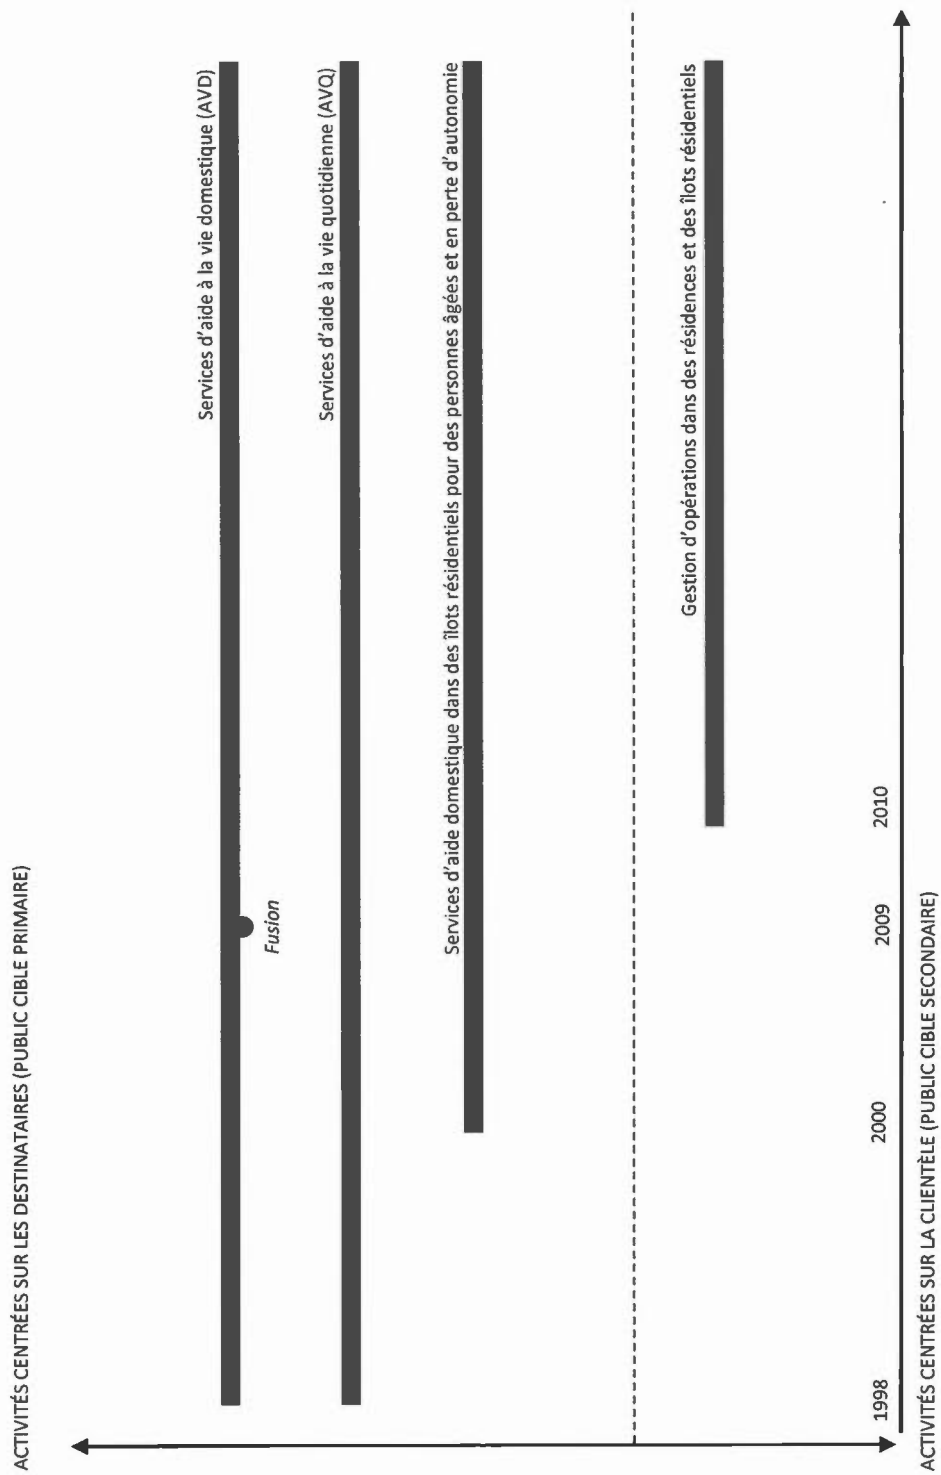 ACTIVITÉS CENTRÉES SUR LES DESTINATAIRES (PUBLIC CIBLE PRIMAIRE)
Services d'aide à la vie domestique (AVD)
Fusion
Services d'aide à la vie quotidienne (AVQ)
Services d'aide domestique dans des îlots résidentiels pour des personnes âgées et en perte d'autonomie
Gestion d'opérations dans des résidences et des îlots résidentiels
1998 2000 2009 2010
ACTIVITÉS CENTRÉES SUR LA CLIENTÈLE (PUBLIC CIBLE SECONDAIRE)